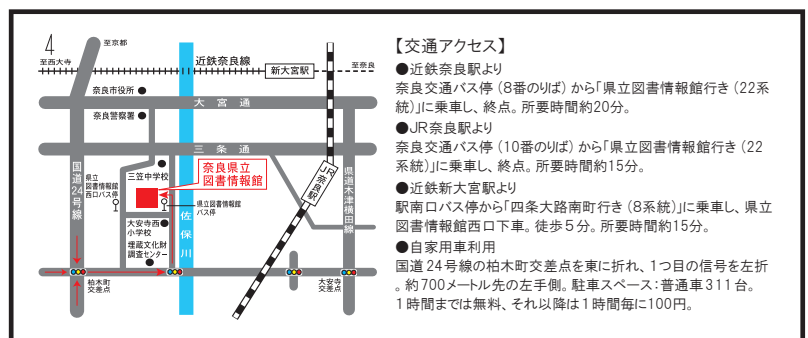 4
至京都
至西大寺
近鉄奈良線
新大宮駅
至奈良
奈良市役所
大宮通
奈良警察署
三条通
国道24号線
三笠中学校
奈良県立
図書情報館
県立
図書情報館
西口バス停
県立図書情報館
バス停
JR奈良駅
県道木津横田線
大安寺西
小学校
佐保川
埋蔵文化財
調査センター
柏木町
交差点
大安寺
交差点
【交通アクセス】
●近鉄奈良駅より
奈良交通バス停(8番のりば)から「県立図書情報館行き(22系
統)」に乗車し、終点。所要時間約20分。
●JR奈良駅より
奈良交通バス停(10番のりば)から「県立図書情報館行き(22
系統)」に乗車し、終点。所要時間約15分。
●近鉄新大宮駅より
駅南口バス停から「四条大路南町行き(8系統)」に乗車し、県立
図書情報館西口下車。徒歩5分。所要時間約15分。
●自家用車利用
国道24号線の柏木町交差点を東に折れ、1つ目の信号を左折
。約700メートル先の左手側。駐車スペース:普通車311台。
1時間までは無料、それ以降は1時間毎に100円。